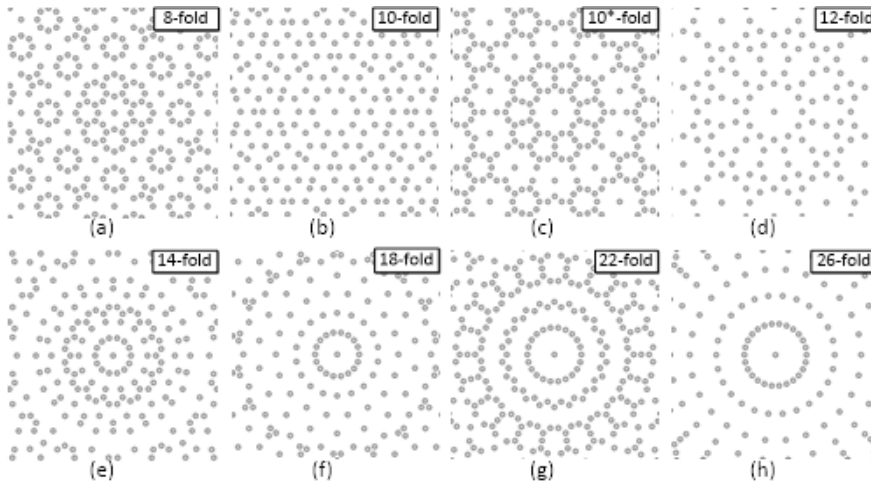 8-fold 10-fold 10⁺-fold 12-fold
(a) (b) (c) (d)
14-fold 18-fold 22-fold 26-fold
(e) (f) (g) (h)